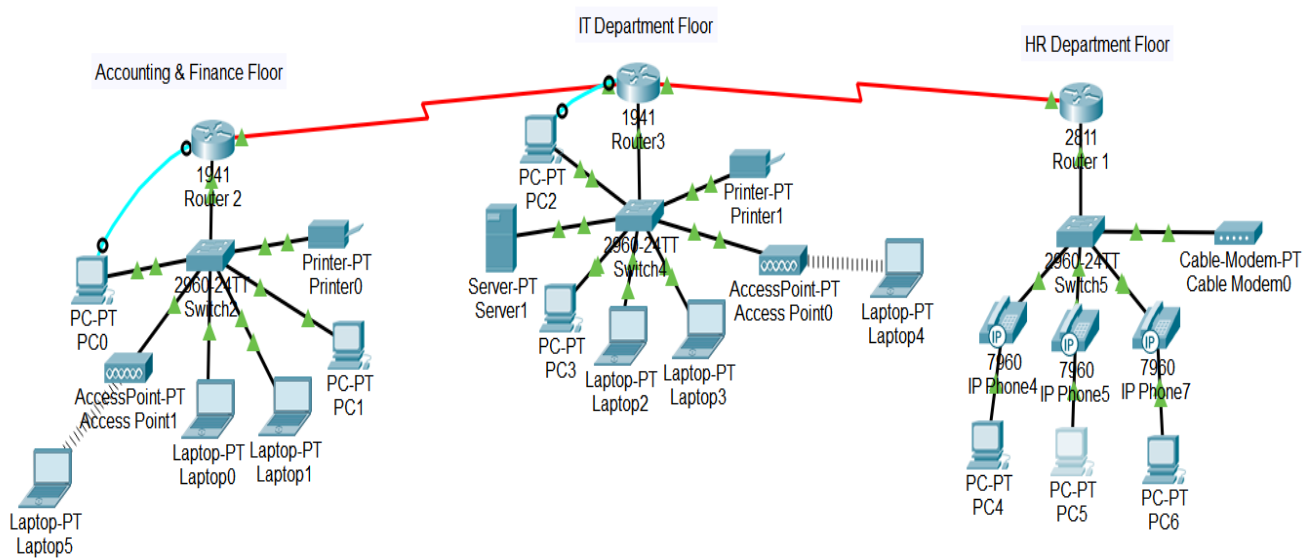 IT Department Floor
HR Department Floor
Accounting & Finance Floor
1941
Router 2
1941
Router3
2811
Router 1
PC-PT
PC0
2960-24TT
Switch2
Printer-PT
Printer0
AccessPoint-PT
Access Point1
Laptop-PT
Laptop0
Laptop-PT
Laptop1
PC-PT
PC1
Laptop-PT
Laptop5
PC-PT
PC2
Printer-PT
Printer1
Server-PT
Server1
2960-24TT
Switch4
AccessPoint-PT
Access Point0
Laptop-PT
Laptop4
PC-PT
PC3
Laptop-PT
Laptop2
Laptop-PT
Laptop3
2960-24TT
Switch5
Cable-Modem-PT
Cable Modem0
IP
7960
IP Phone4
IP
7960
IP Phone5
IP
7960
IP Phone7
PC-PT
PC4
PC-PT
PC5
PC-PT
PC6